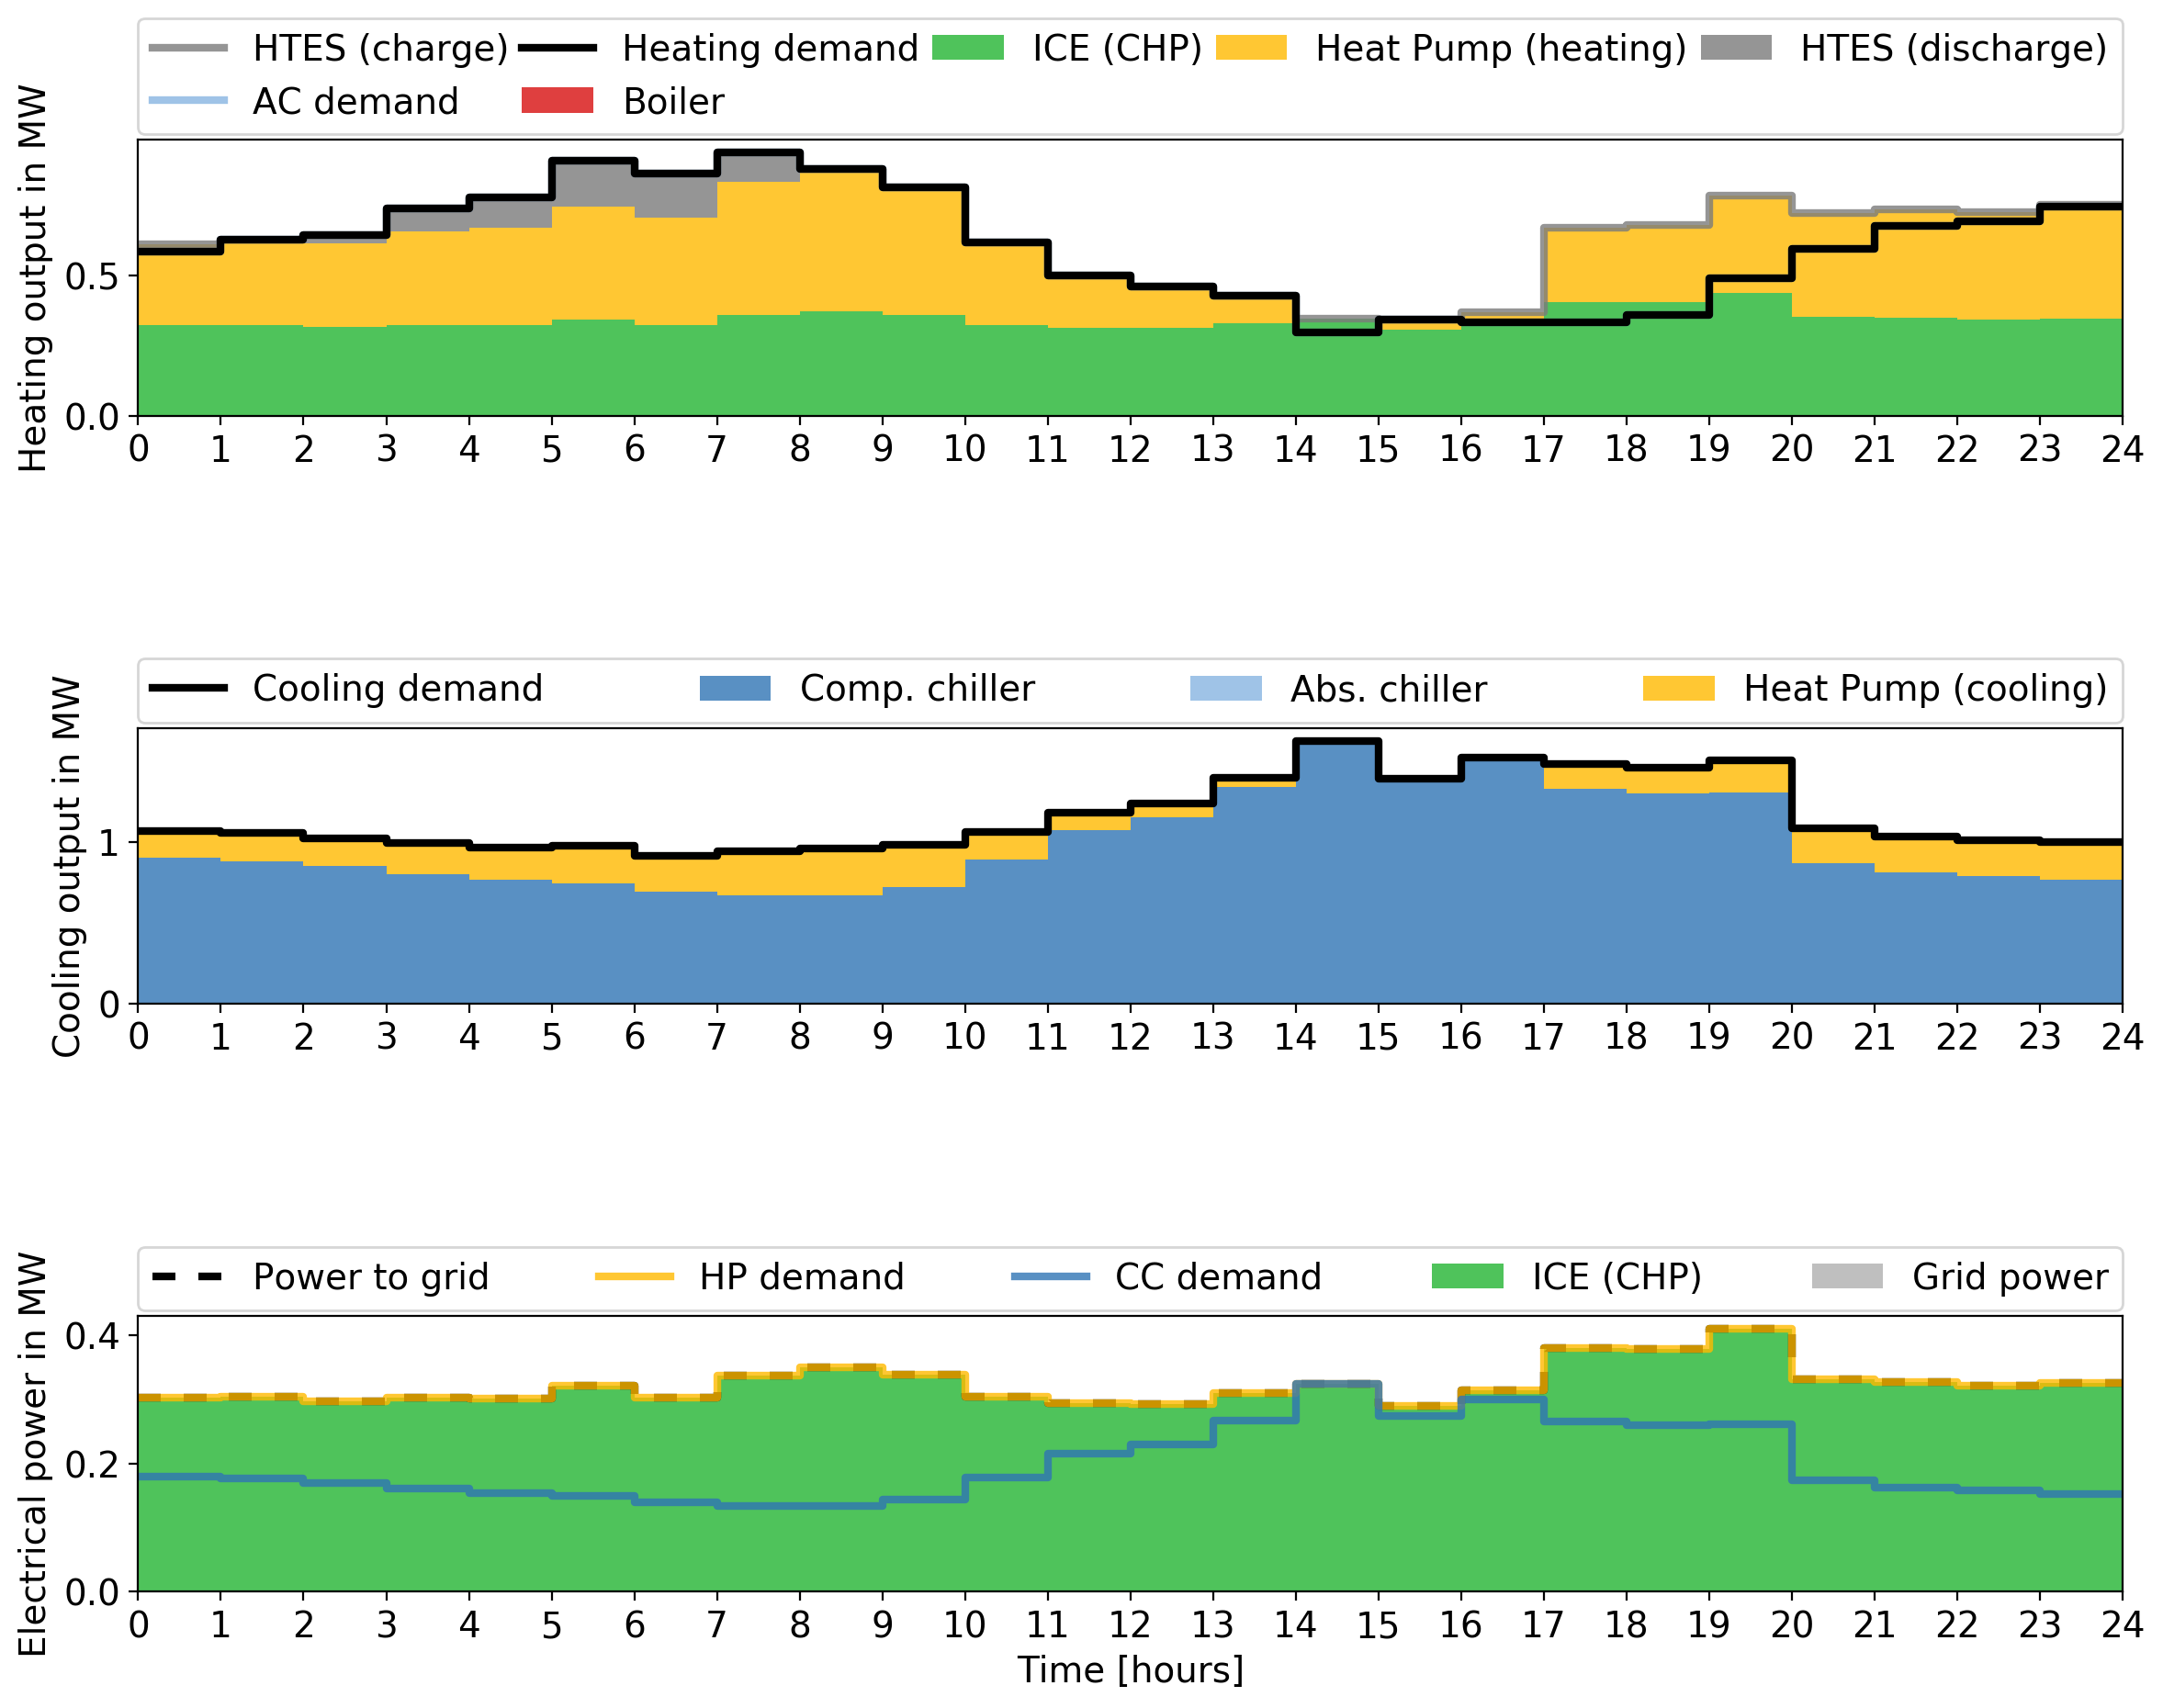 HTES (charge) Heating demand ICE (CHP) Heat Pump (heating) HTES (discharge)
AC demand Boiler
Heating output in MW
0.5
0.0
0 1 2 3 4 5 6 7 8 9 10 11 12 13 14 15 16 17 18 19 20 21 22 23 24
Cooling demand Comp. chiller Abs. chiller Heat Pump (cooling)
Cooling output in MW
1
0
0 1 2 3 4 5 6 7 8 9 10 11 12 13 14 15 16 17 18 19 20 21 22 23 24
Power to grid HP demand CC demand ICE (CHP) Grid power
Electrical power in MW
0.4
0.2
0.0
0 1 2 3 4 5 6 7 8 9 10 11 12 13 14 15 16 17 18 19 20 21 22 23 24
Time [hours]